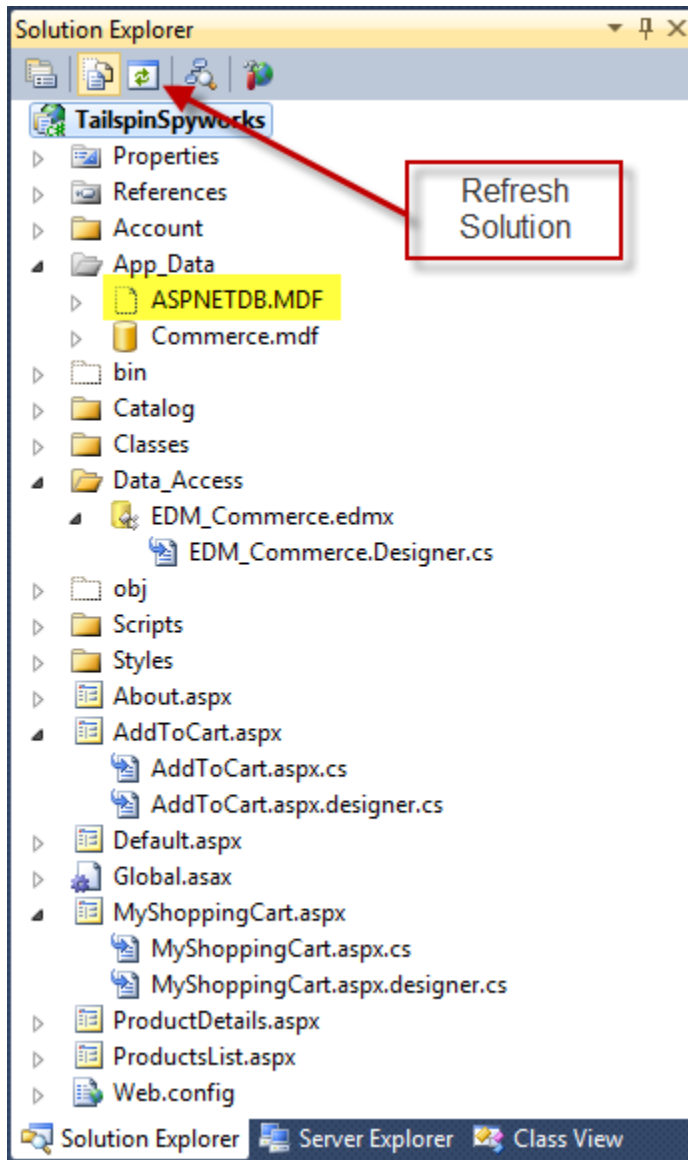 Solution Explorer
TailspinSpyworks
Properties
References
Refresh
Solution
Account
App_Data
ASPNETDB.MDF
Commerce.mdf
bin
Catalog
Classes
Data_Access
EDM_Commerce.edmx
EDM_Commerce.Designer.cs
obj
Scripts
Styles
About.aspx
AddToCart.aspx
AddToCart.aspx.cs
AddToCart.aspx.designer.cs
Default.aspx
Global.asax
MyShoppingCart.aspx
MyShoppingCart.aspx.cs
MyShoppingCart.aspx.designer.cs
ProductDetails.aspx
ProductsList.aspx
Web.config
Solution Explorer Server Explorer Class View